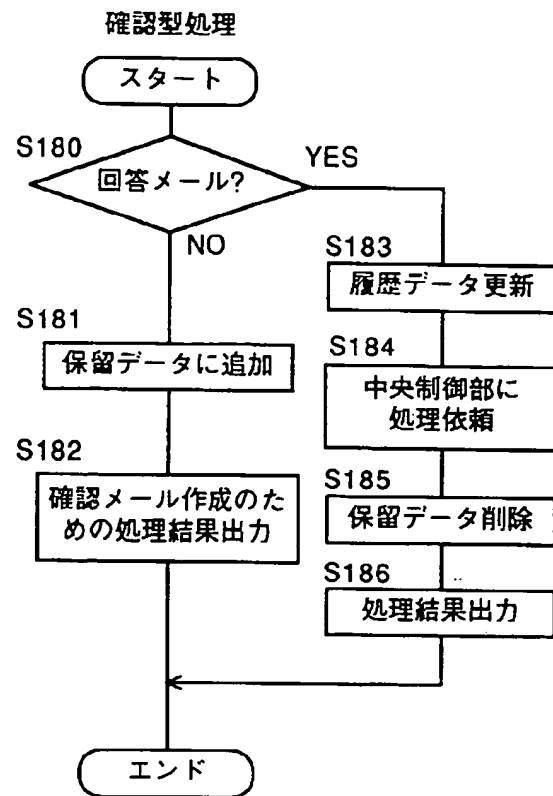 確認型処理
スタート
S180
回答メール?
YES
NO
S181
保留データに追加
S182
確認メール作成のた
めの処理結果出力
S183
履歴データ更新
S184
中央制御部に
処理依頼
S185
保留データ削除
S186
処理結果出力
エンド